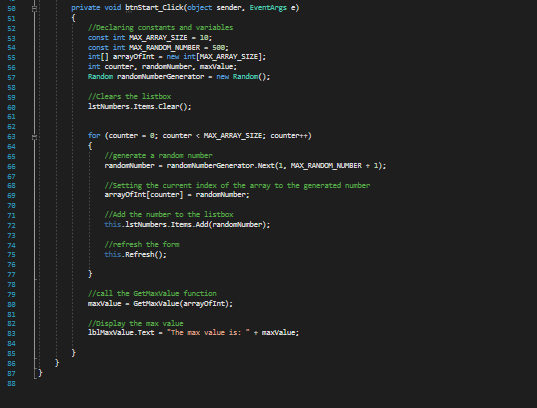 50 private void btnStart_Click(object sender, EventArgs e)
51 {
52 //Declaring constants and variables
53 const int MAX_ARRAY_SIZE = 10;
54 const int MAX_RANDOM_NUMBER = 500;
55 int[] arrayOfInt = new int[MAX_ARRAY_SIZE];
56 int counter, randomNumber, maxValue;
57 Random randomNumberGenerator = new Random();
58
59 //Clears the listbox
60 lstNumbers.Items.Clear();
61
62
63 for (counter = 0; counter < MAX_ARRAY_SIZE; counter++)
64 {
65 //generate a random number
66 randomNumber = randomNumberGenerator.Next(1, MAX_RANDOM_NUMBER + 1);
67
68 //Setting the current index of the array to the generated number
69 arrayOfInt[counter] = randomNumber;
70
71 //Add the number to the listbox
72 this.lstNumbers.Items.Add(randomNumber);
73
74 //refresh the form
75 this.Refresh();
76
77 }
78
79 //call the GetMaxValue function
80 maxValue = GetMaxValue(arrayOfInt);
81
82 //Display the max value
83 lblMaxValue.Text = "The max value is: " + maxValue;
84
85 }
86 }
87 }
88